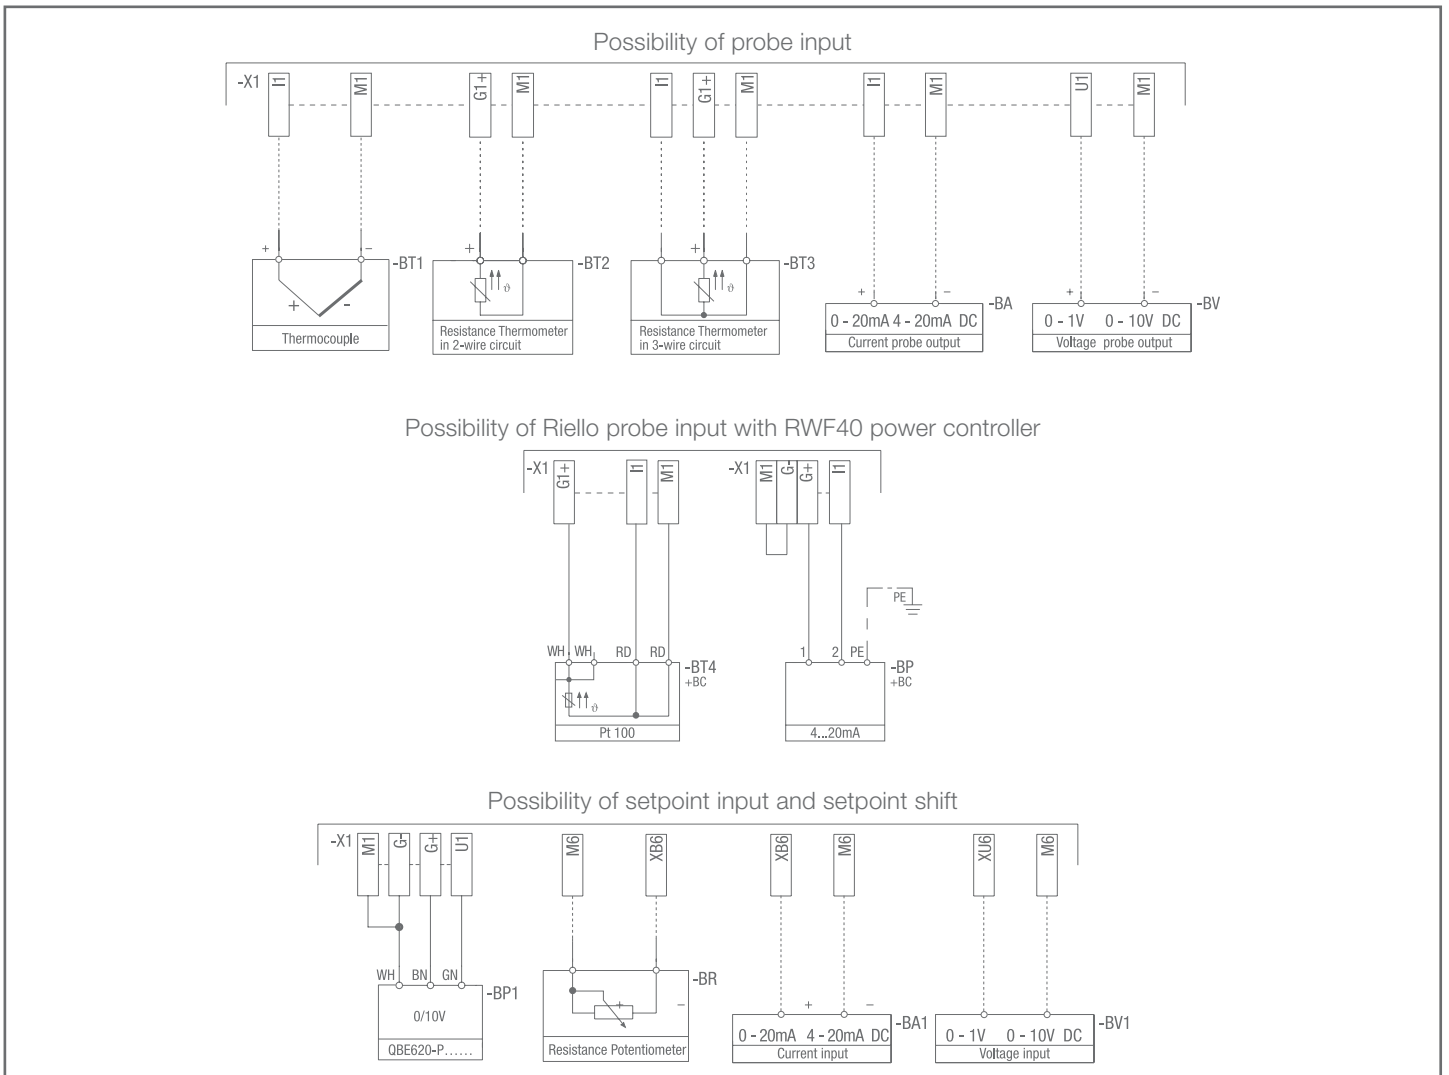 Possibility of probe input
-X1 I1 M1 G1+ M1 I1 G1+ M1 I1 M1 U1 M1
+ - + + + - + -
-BT1 -BT2 -BT3 -BA -BV
+ -
Thermocouple
Resistance Thermometer
in 2-wire circuit
ϑ
Resistance Thermometer
in 3-wire circuit
ϑ
0 - 20mA 4 - 20mA DC
Current probe output
0 - 1V 0 - 10V DC
Voltage probe output
Possibility of Riello probe input with RWF40 power controller
-X1 G1+ I1 M1 -X1 M1 G- G+ I1
PE
WH WH RD RD
-BT4
+BC
ϑ
Pt 100
1 2 PE
-BP
+BC
4...20mA
Possibility of setpoint input and setpoint shift
-X1 M1 G- G+ U1 M6 XB6 XB6 M6 XU6 M6
WH BN GN
-BP1
0/10V
QBE620-P......
-BR
+ -
Resistance Potentiometer
+ -
-BA1
0 - 20mA 4 - 20mA DC
Current input
-BV1
0 - 1V 0 - 10V DC
Voltage input